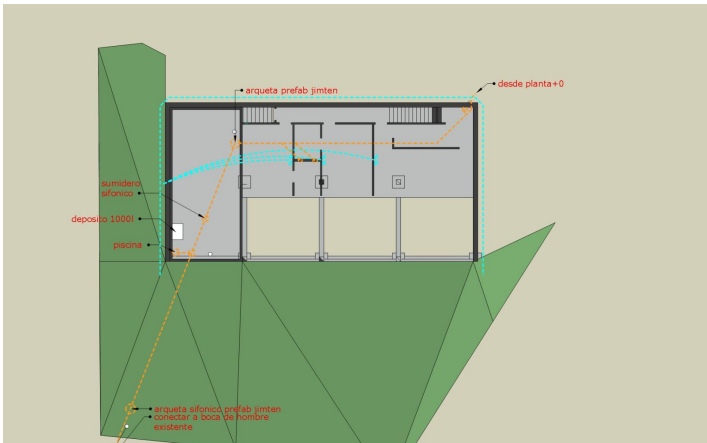 desde planta+0
arqueta prefab jimten
sumidero
sifonico
deposito 1000l
piscina
arqueta sifonico prefab jimten
conectar a boca de hombre
existente